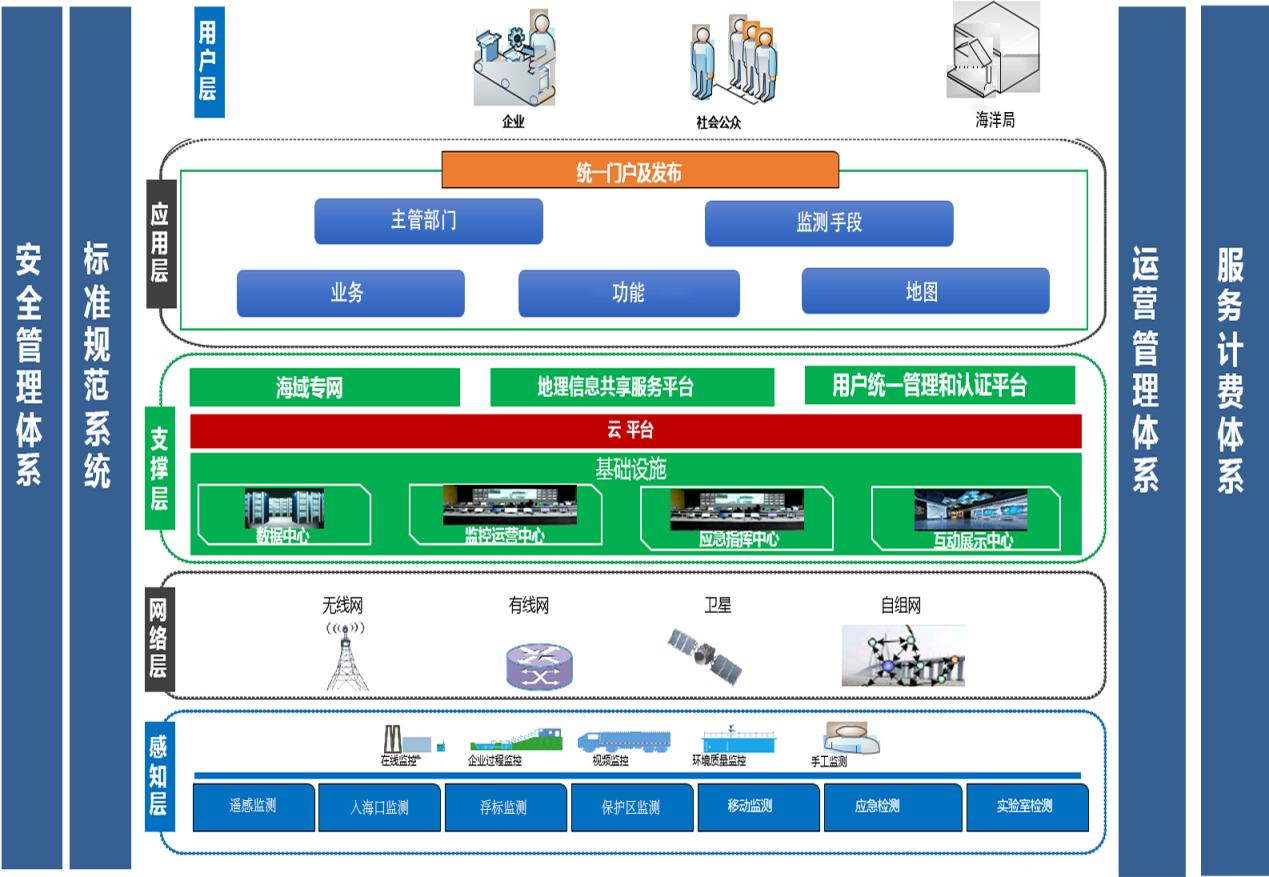 安全管理体系
标准规范系统
用户层
企业
社会公众
海洋局
应用层
统一门户及发布
主管部门
监测手段
业务
功能
地图
支撑层
海域专网
地理信息共享服务平台
用户统一管理和认证平台
云 平台
基础设施
数据中心
监控运营中心
应急指挥中心
互动展示中心
网络层
无线网
有线网
卫星
自组网
感知层
在线监控
企业过程监控
视频监控
环境质量监控
手工监测
遥感监测
入海口监测
浮标监测
保护区监测
移动监测
应急检测
实验室检测
运营管理体系
服务计费体系